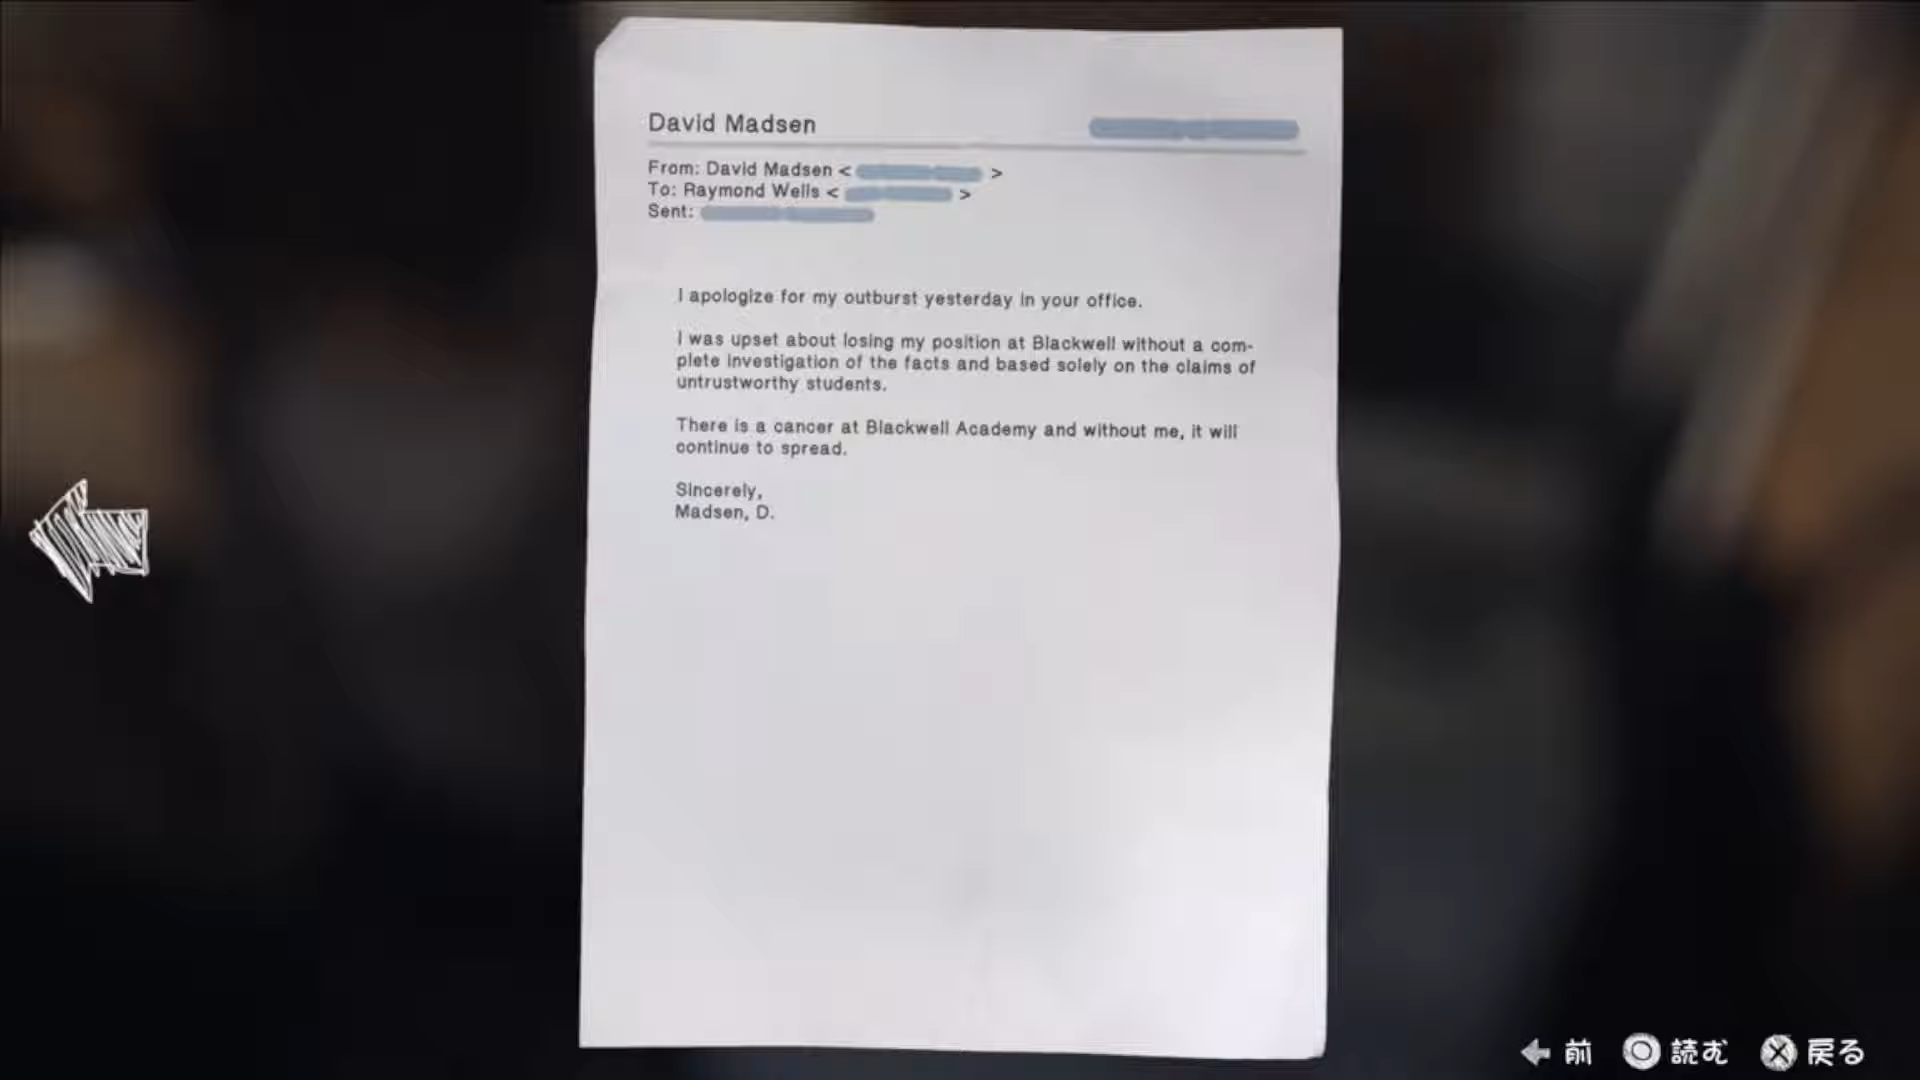 David Madsen
From: David Madsen < >
To: Raymond Wells < >
Sent:
I apologize for my outburst yesterday in your office.
I was upset about losing my position at Blackwell without a com-
plete investigation of the facts and based solely on the claims of
untrustworthy students.
There is a cancer at Blackwell Academy and without me, it will
continue to spread.
Sincerely,
Madsen, D.
前 読む 戻る